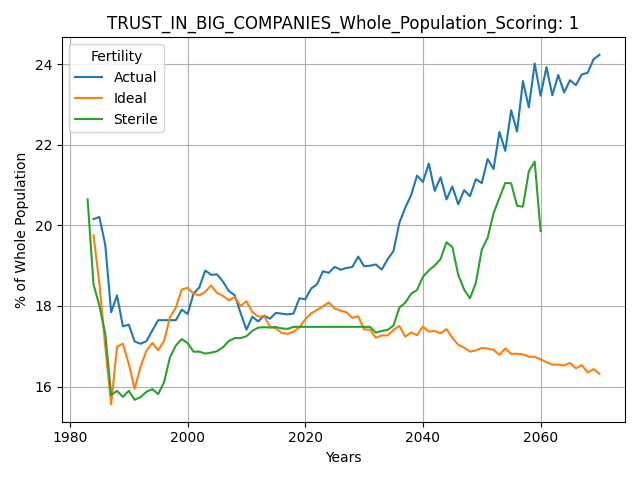 TRUST_IN_BIG_COMPANIES_Whole_Population_Scoring: 1
Fertility
Actual
Ideal
Sterile
% of Whole Population
24
22
20
18
16
1980
2000
2020
2040
2060
Years